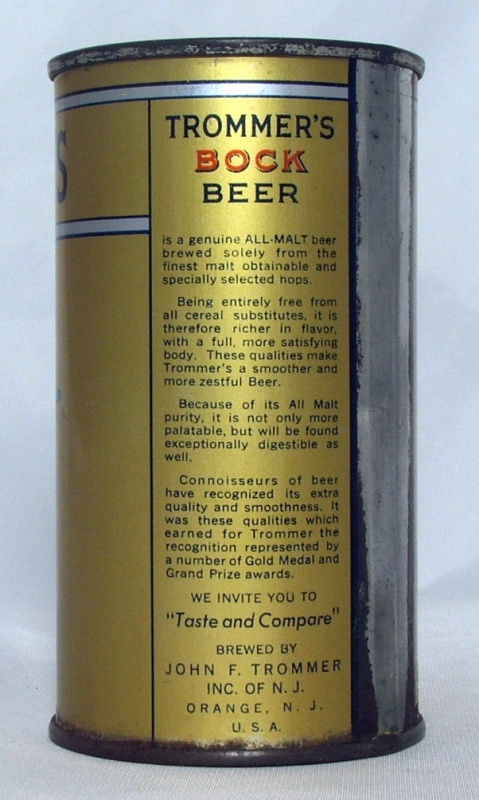 S
TROMMER'S
BOCK
BEER
is a genuine ALL-MALT beer
brewed solely from the
finest malt obtainable and
specially selected hops.
Being entirely free from
all cereal substitutes, it is
therefore richer in flavor,
with a full, more satisfying
body. These qualities make
Trommer's a smoother and
more zestful Beer.
Because of its All Malt
purity, it is not only more
palatable, but will be found
exceptionally digestible as
well.
Connoisseurs of beer
have recognized its extra
quality and smoothness. It
was these qualities which
earned for Trommer the
recognition represented by
a number of Gold Medal and
Grand Prize awards.
WE INVITE YOU TO
"Taste and Compare"
BREWED BY
JOHN F. TROMMER
INC. OF N. J.
ORANGE, N. J.
U. S. A.